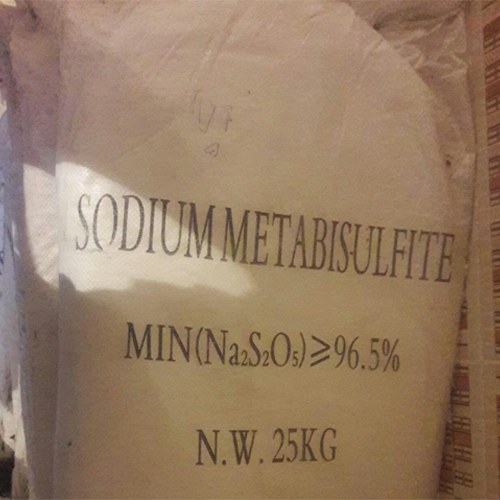 SODIUM METABISULFITE
MIN(Na₂S₂O₅)≥96.5%
N.W. 25KG